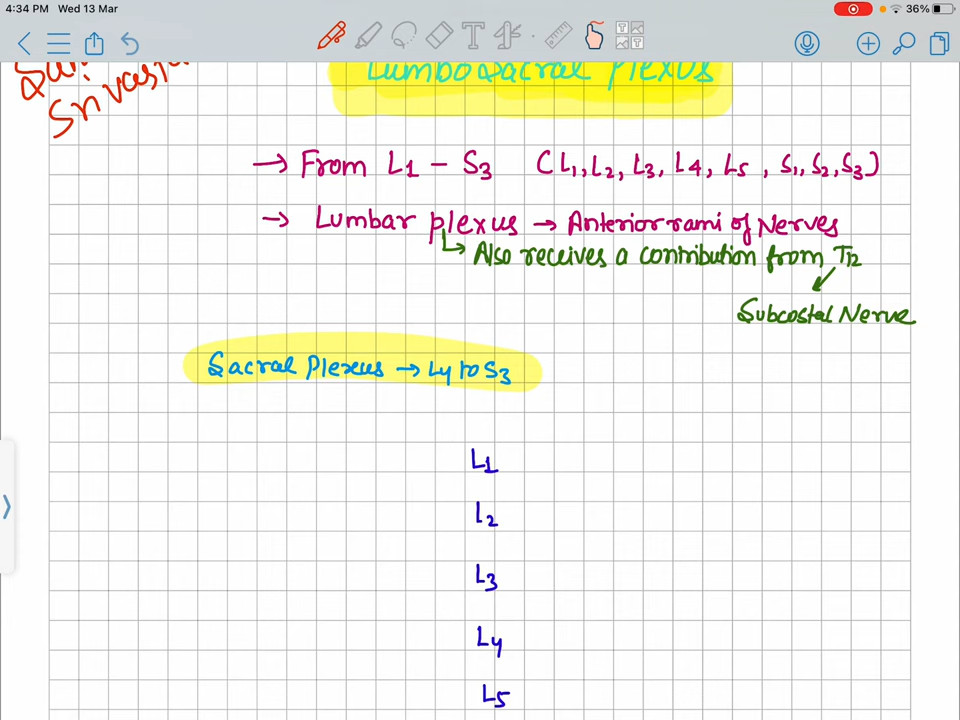 4:34 PM Wed 13 Mar
36%
Lumbosacral plexus
→ From L1 – S3 (L1, L2, L3, L4, L5, S1, S2, S3)
→ Lumbar plexus → Anterior rami of Nerves
Also receives a contribution from T12
Subcostal Nerve
Sacral Plexus → L4 to S3
L1
L2
L3
L4
L5